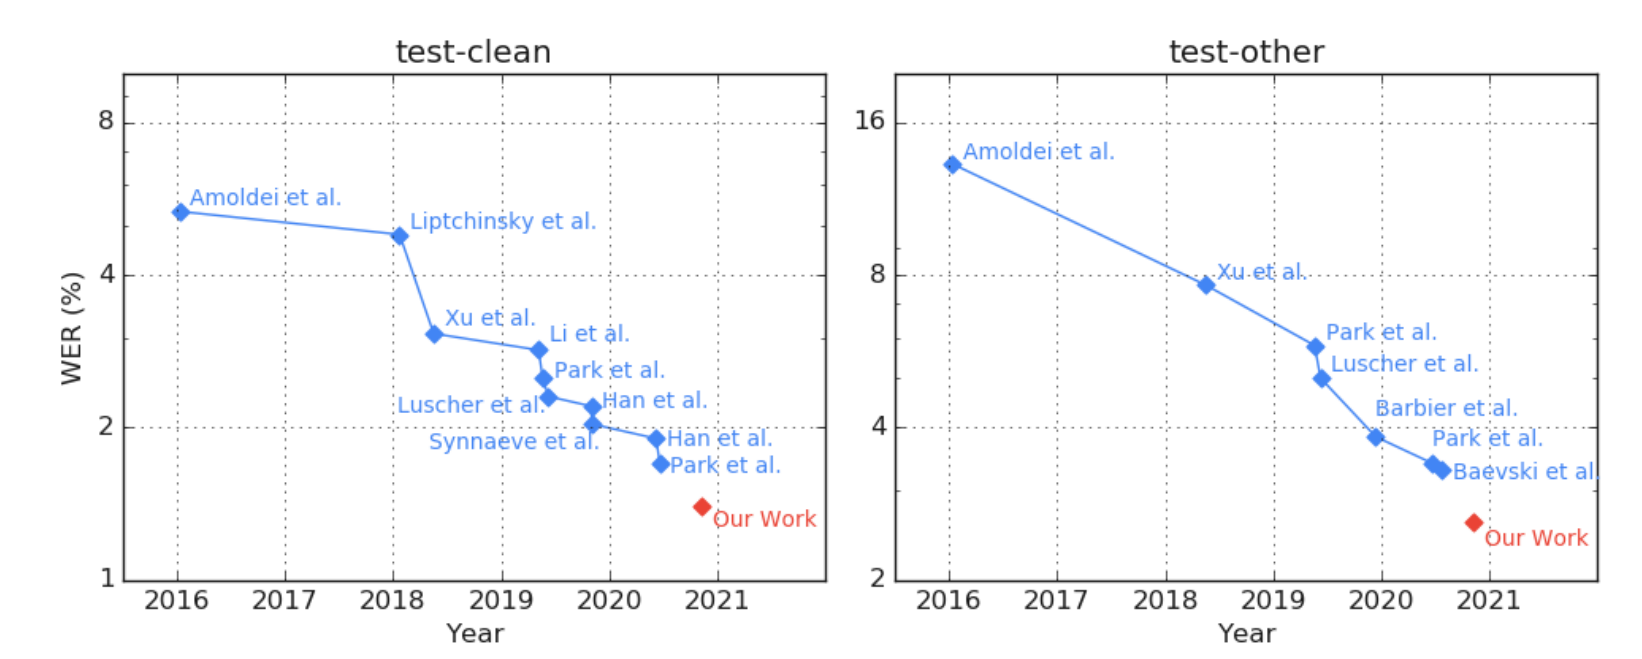 test-clean
8
4
2
1
WER (%)
Amoldei et al.
Liptchinsky et al.
Xu et al.
Li et al.
Park et al.
Luscher et al.
Han et al.
Synnaeve et al.
Han et al.
Park et al.
Our Work
2016 2017 2018 2019 2020 2021
Year
test-other
16
8
4
2
Amoldei et al.
Xu et al.
Park et al.
Luscher et al.
Barbier et al.
Park et al.
Baevski et al.
Our Work
2016 2017 2018 2019 2020 2021
Year